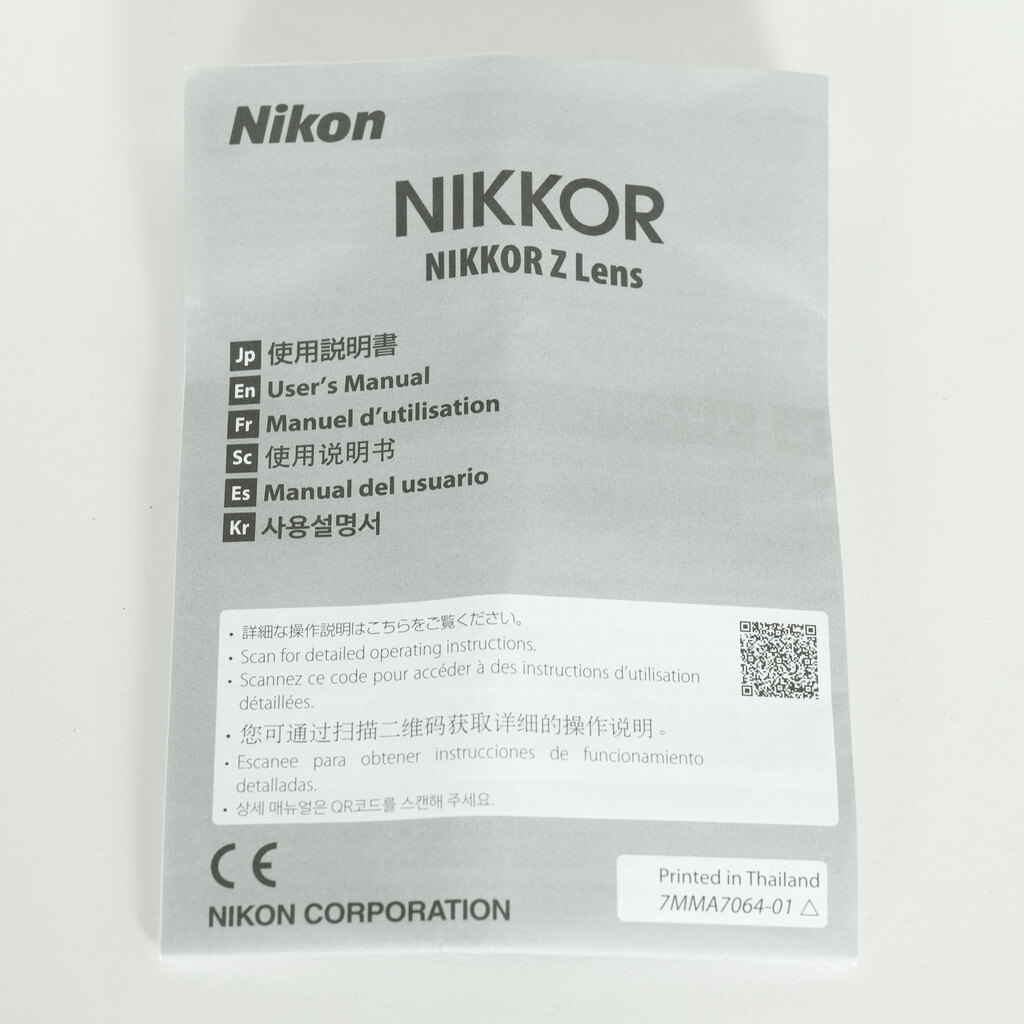 Nikon
NIKKOR
NIKKOR Z Lens
Jp 使用説明書
En User's Manual
Fr Manuel d'utilisation
Sc 使用说明书
Es Manual del usuario
Kr 사용설명서
• 詳細な操作説明はこちらをご覧ください。
• Scan for detailed operating instructions.
• Scannez ce code pour accéder à des instructions d'utilisation
détaillées.
• 您可通过扫描二维码获取详细的操作说明。
• Escanee para obtener instrucciones de funcionamiento
detalladas.
• 상세 매뉴얼은 QR코드를 스캔해 주세요.
CE
NIKON CORPORATION
Printed in Thailand
7MMA7064-01 △